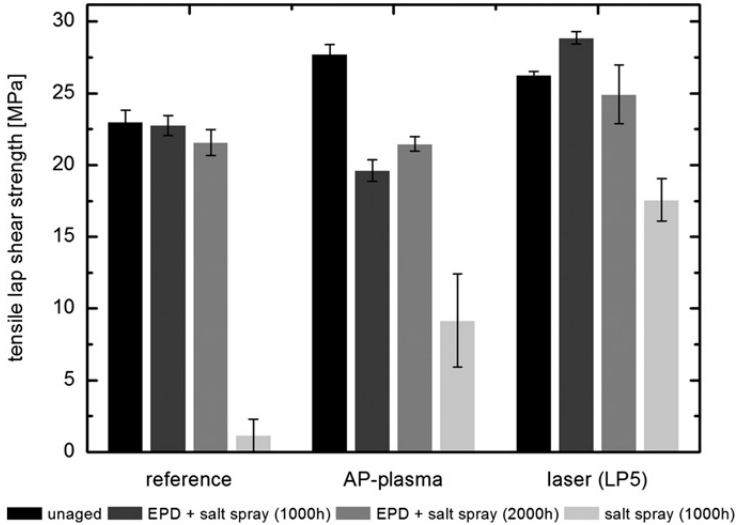 tensile lap shear strength [MPa]
30
25
20
15
10
5
0
reference AP-plasma laser (LP5)
unaged EPD + salt spray (1000h) EPD + salt spray (2000h) salt spray (1000h)